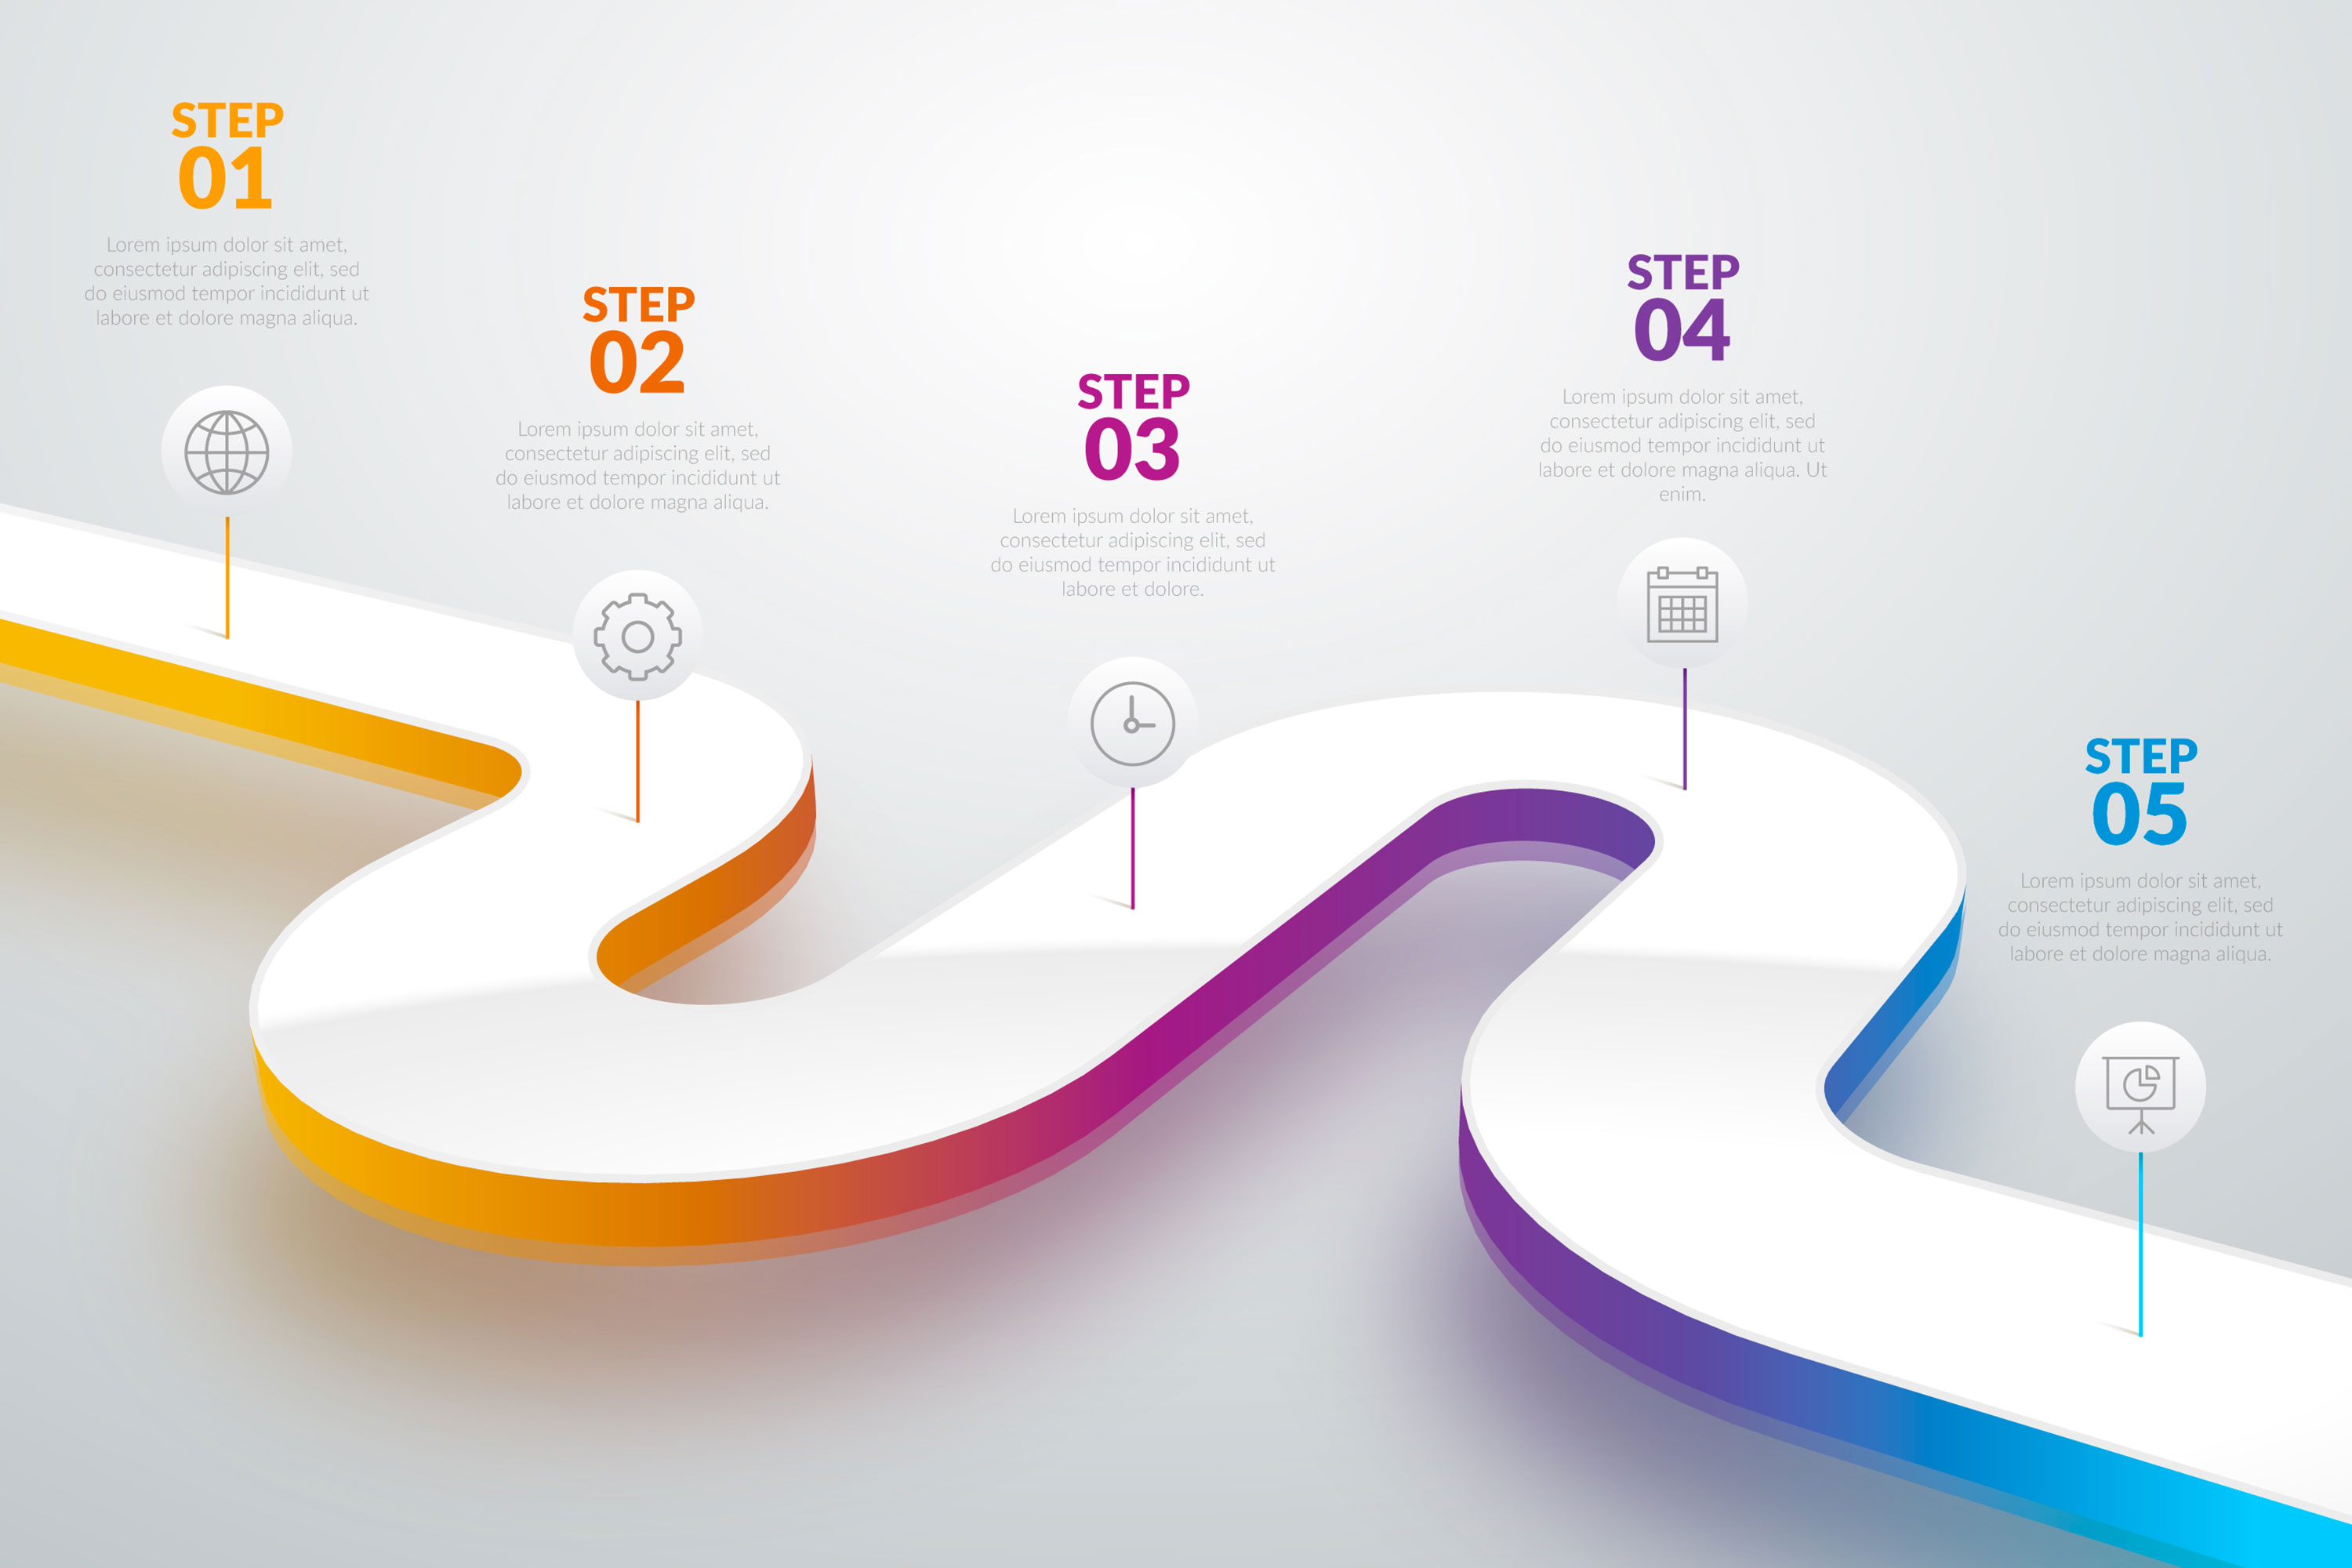 STEP
01
Lorem ipsum dolor sit amet,
consectetur adipiscing elit, sed
do eiusmod tempor incididunt ut
labore et dolore magna aliqua.
STEP
02
Lorem ipsum dolor sit amet,
consectetur adipiscing elit, sed
do eiusmod tempor incididunt ut
labore et dolore magna aliqua.
STEP
03
Lorem ipsum dolor sit amet,
consectetur adipiscing elit, sed
do eiusmod tempor incididunt ut
labore et dolore.
STEP
04
Lorem ipsum dolor sit amet,
consectetur adipiscing elit, sed
do eiusmod tempor incididunt ut
labore et dolore magna aliqua. Ut
enim.
STEP
05
Lorem ipsum dolor sit amet,
consectetur adipiscing elit, sed
do eiusmod tempor incididunt ut
labore et dolore magna aliqua.